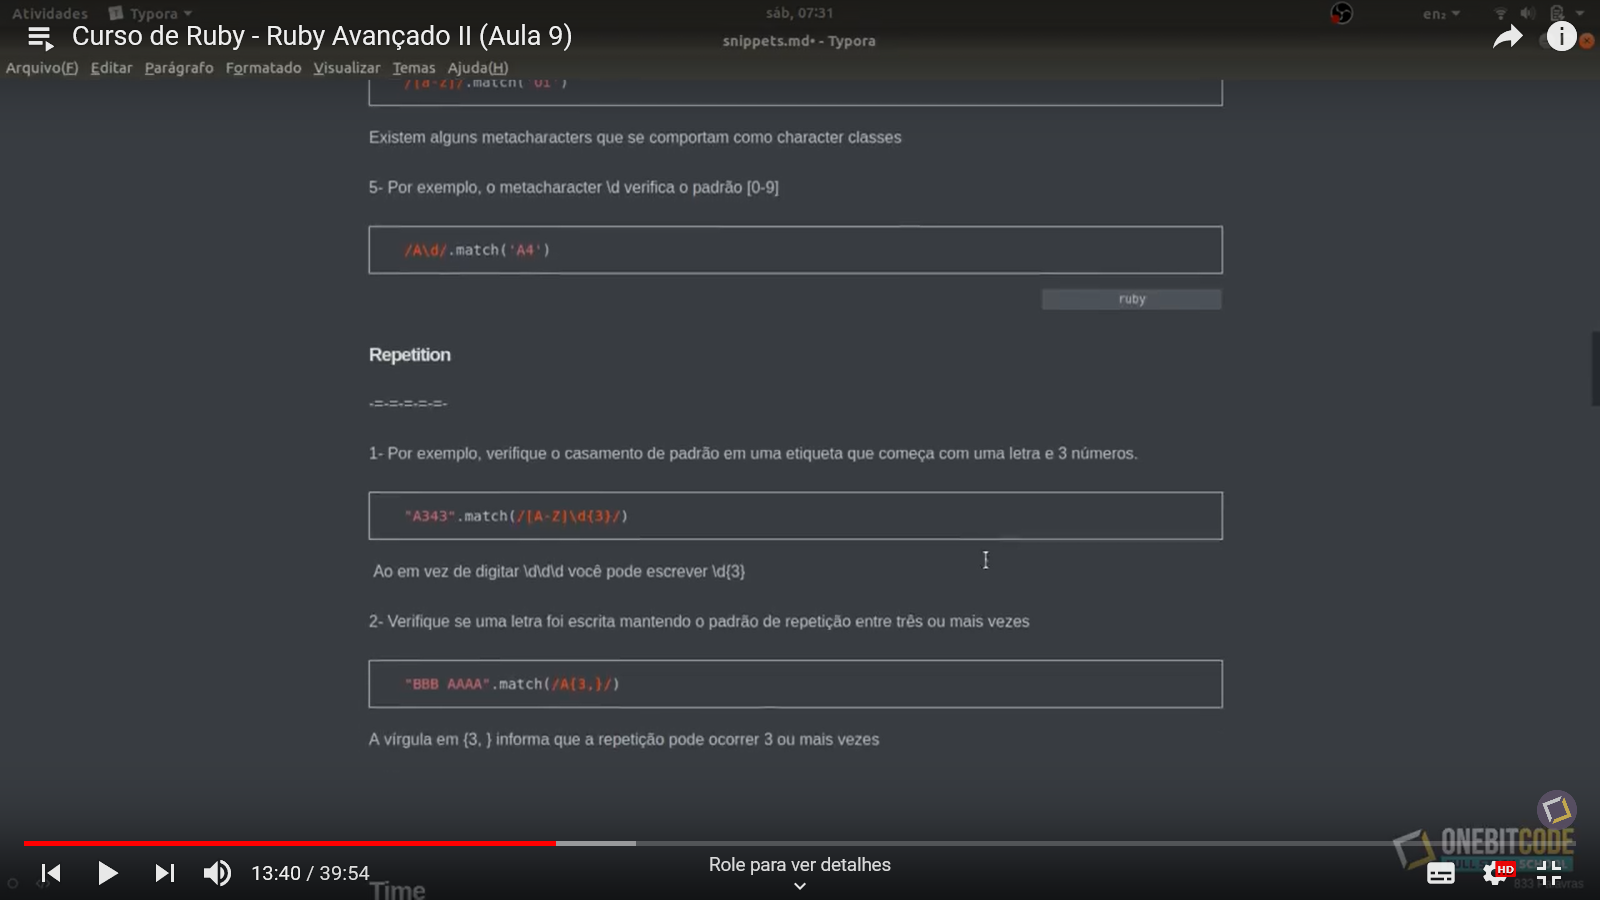 Atividades Typora sáb, 07:31 en₂
Curso de Ruby - Ruby Avançado II (Aula 9)
snippets.md• - Typora
Arquivo(F) Editar Parágrafo Formatado Visualizar Temas Ajuda(H)
/[a-z]/.match('oi')
Existem alguns metacharacters que se comportam como character classes
5- Por exemplo, o metacharacter \d verifica o padrão [0-9]
/A\d/.match('A4')
ruby
Repetition
-=-=-=-=-=-
1- Por exemplo, verifique o casamento de padrão em uma etiqueta que começa com uma letra e 3 números.
"A343".match(/[A-Z]\d{3}/)
Ao em vez de digitar \d\d\d você pode escrever \d{3}
2- Verifique se uma letra foi escrita mantendo o padrão de repetição entre três ou mais vezes
"BBB AAAA".match(/A{3,}/)
A vírgula em {3, } informa que a repetição pode ocorrer 3 ou mais vezes
ONEBITCODE
13:40 / 39:54
Role para ver detalhes
HD
833 Palavras
Time